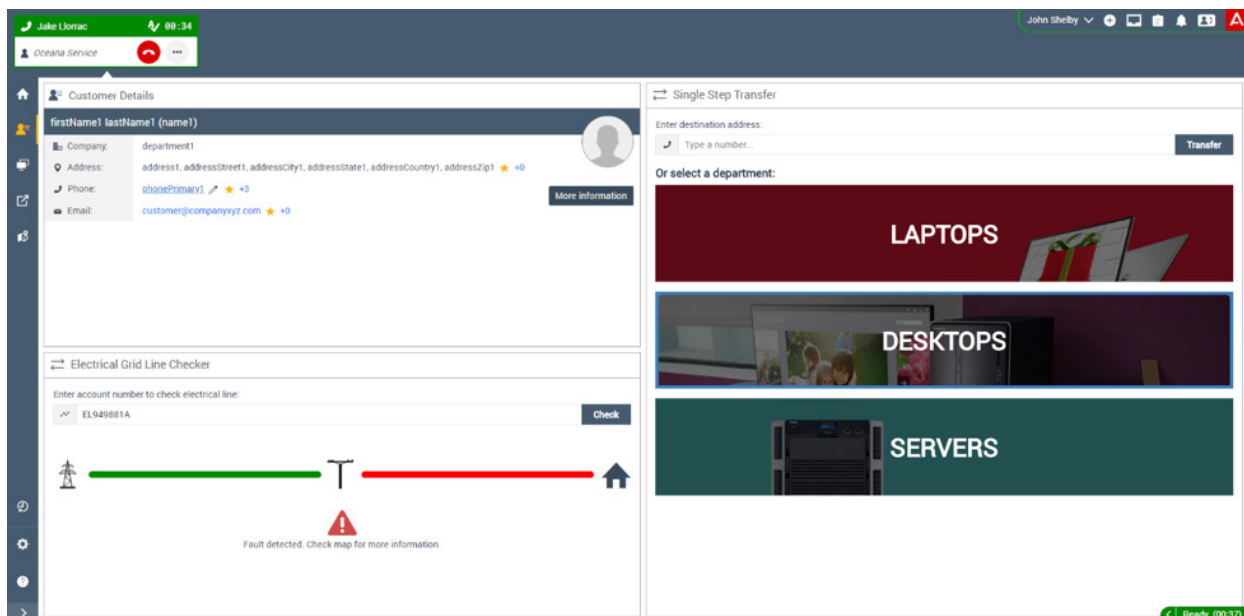 Jake Llorrac 00:34
Oceana Service
John Shelby
Customer Details
firstName1 lastName1 (name1)
Company: department1
Address: address1, addressStreet1, addressCity1, addressState1, addressCountry1, addressZip1 +0
Phone: phonePrimary1 +3
More information
Email: customer@companyxyz.com +0
Electrical Grid Line Checker
Enter account number to check electrical line:
EL949881A Check
Fault detected. Check map for more information.
Single Step Transfer
Enter destination address:
Type a number... Transfer
Or select a department:
LAPTOPS
DESKTOPS
SERVERS
Ready (00:37)